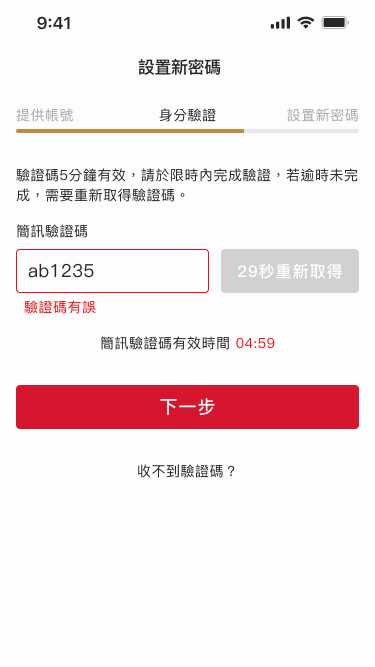 9:41
設置新密碼
提供帳號 身分驗證 設置新密碼
驗證碼5分鐘有效，請於限時內完成驗證，若逾時未完
成，需要重新取得驗證碼。
簡訊驗證碼
ab1235 29秒重新取得
驗證碼有誤
簡訊驗證碼有效時間 04:59
下一步
收不到驗證碼？